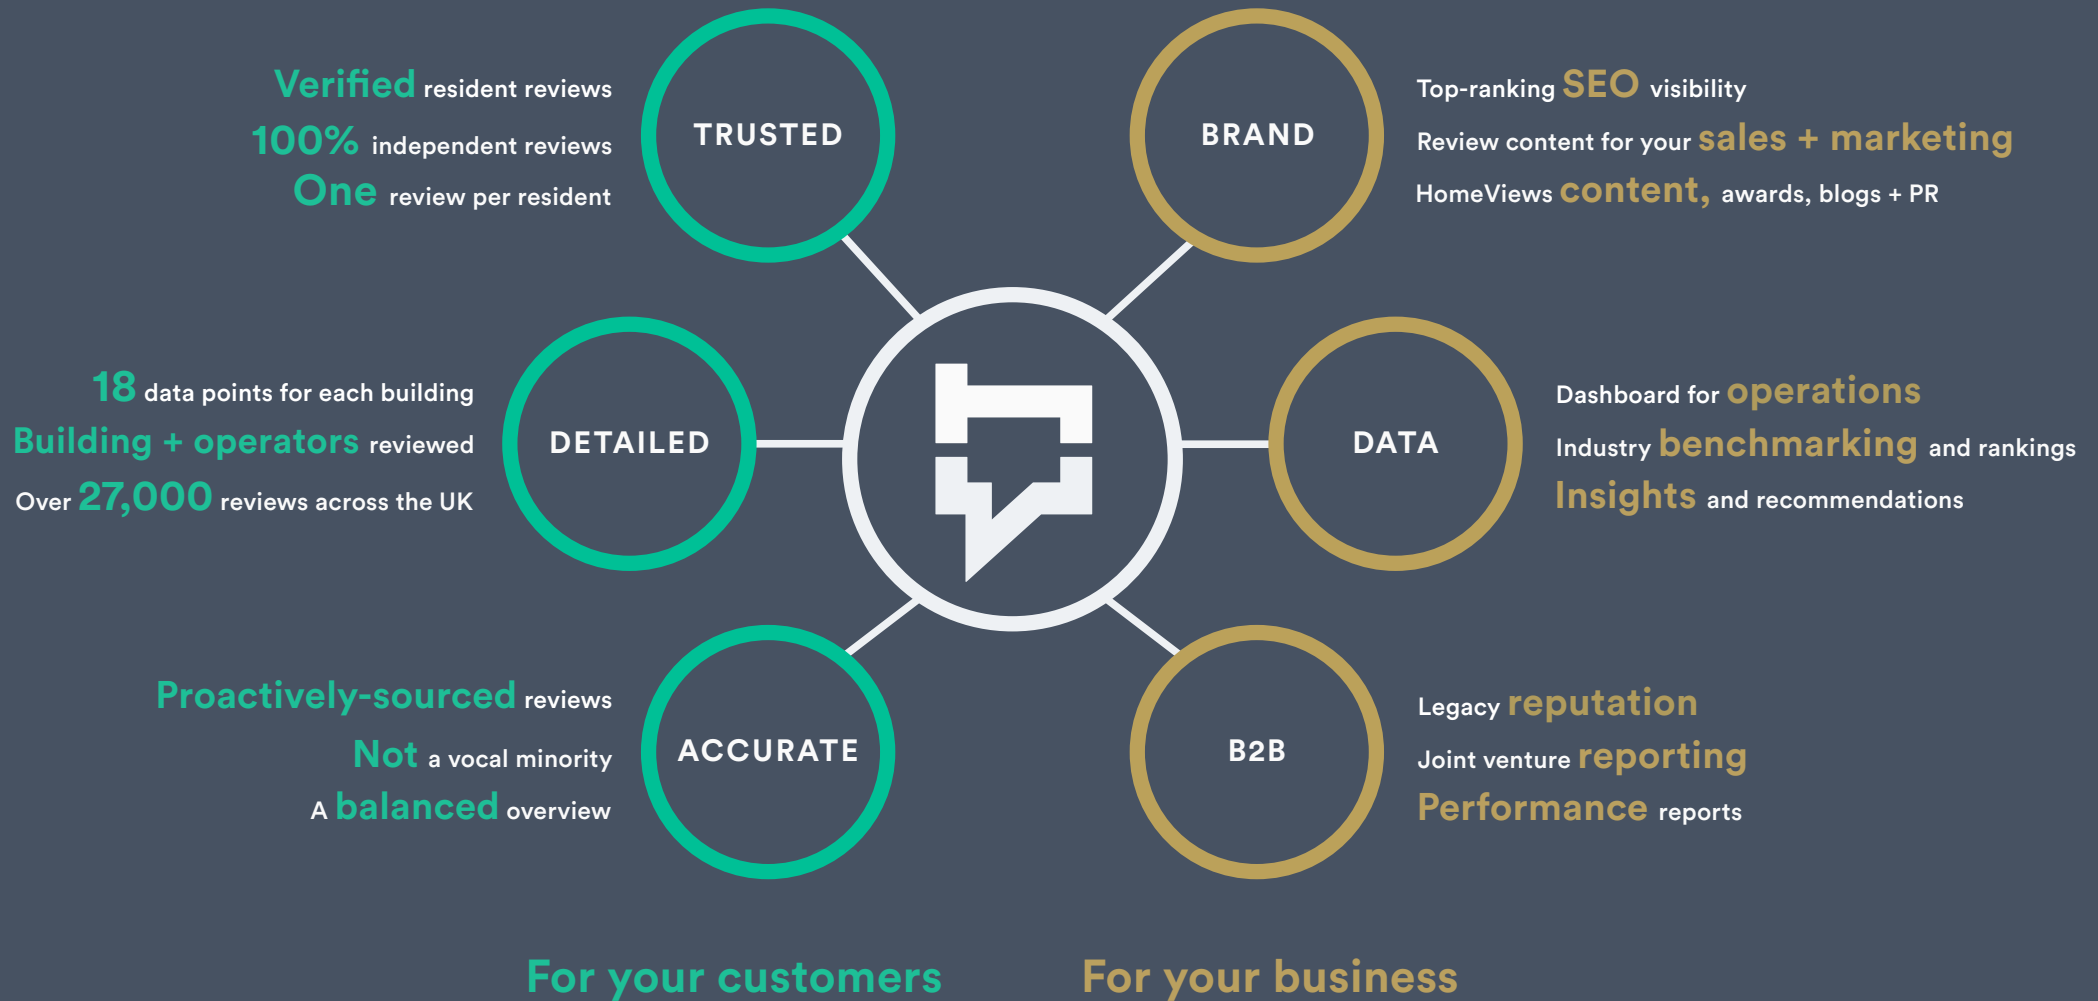 Verified resident reviews
100% independent reviews
One review per resident
TRUSTED
BRAND
Top-ranking SEO visibility
Review content for your sales + marketing
HomeViews content, awards, blogs + PR
18 data points for each building
Building + operators reviewed
Over 27,000 reviews across the UK
DETAILED
DATA
Dashboard for operations
Industry benchmarking and rankings
Insights and recommendations
Proactively-sourced reviews
Not a vocal minority
A balanced overview
ACCURATE
B2B
Legacy reputation
Joint venture reporting
Performance reports
For your customers
For your business